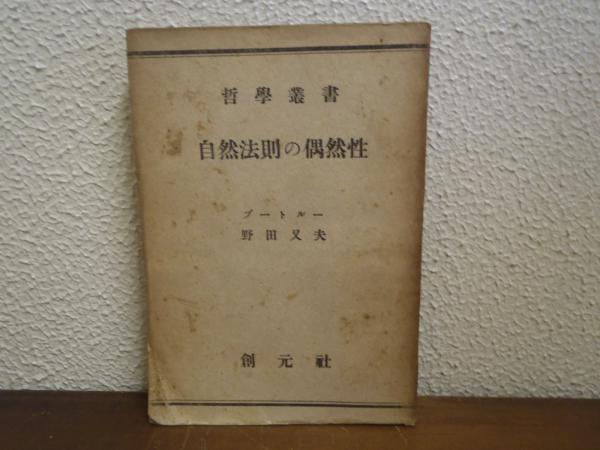 哲學叢書
自然法則の偶然性
ブートルー
野田又夫
創元社